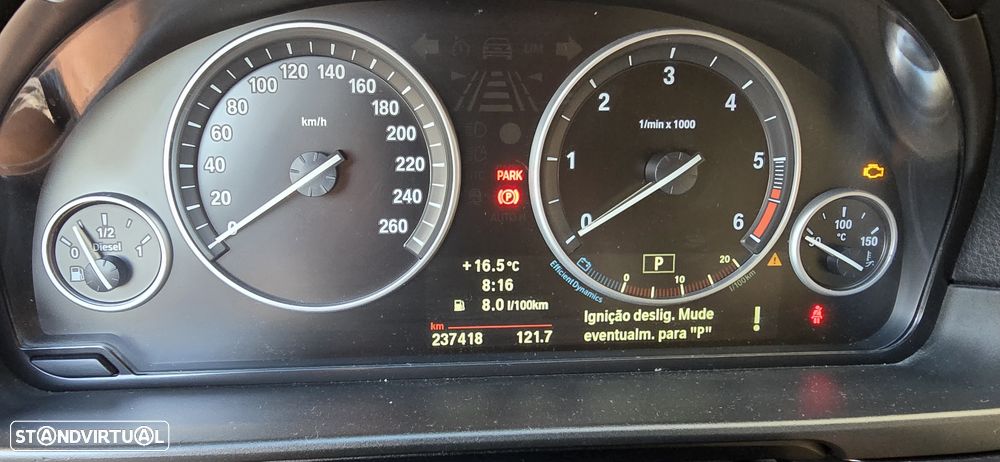 LIM
0 20 40 60 80 100 120 140 160 180 200 220 240 260
km/h
0 1 2 3 4 5 6
1/min x 1000
PARK
(P)
AUTO H
0 1/2 1
Diesel
50 100 150
°C
+16.5°C
8:16
8.0 l/100km
km
237418 121.7
P
0 10 20
l/100km
EfficientDynamics
Ignição deslig. Mude
eventualm. para "P"
!
STANDVIRTUAL